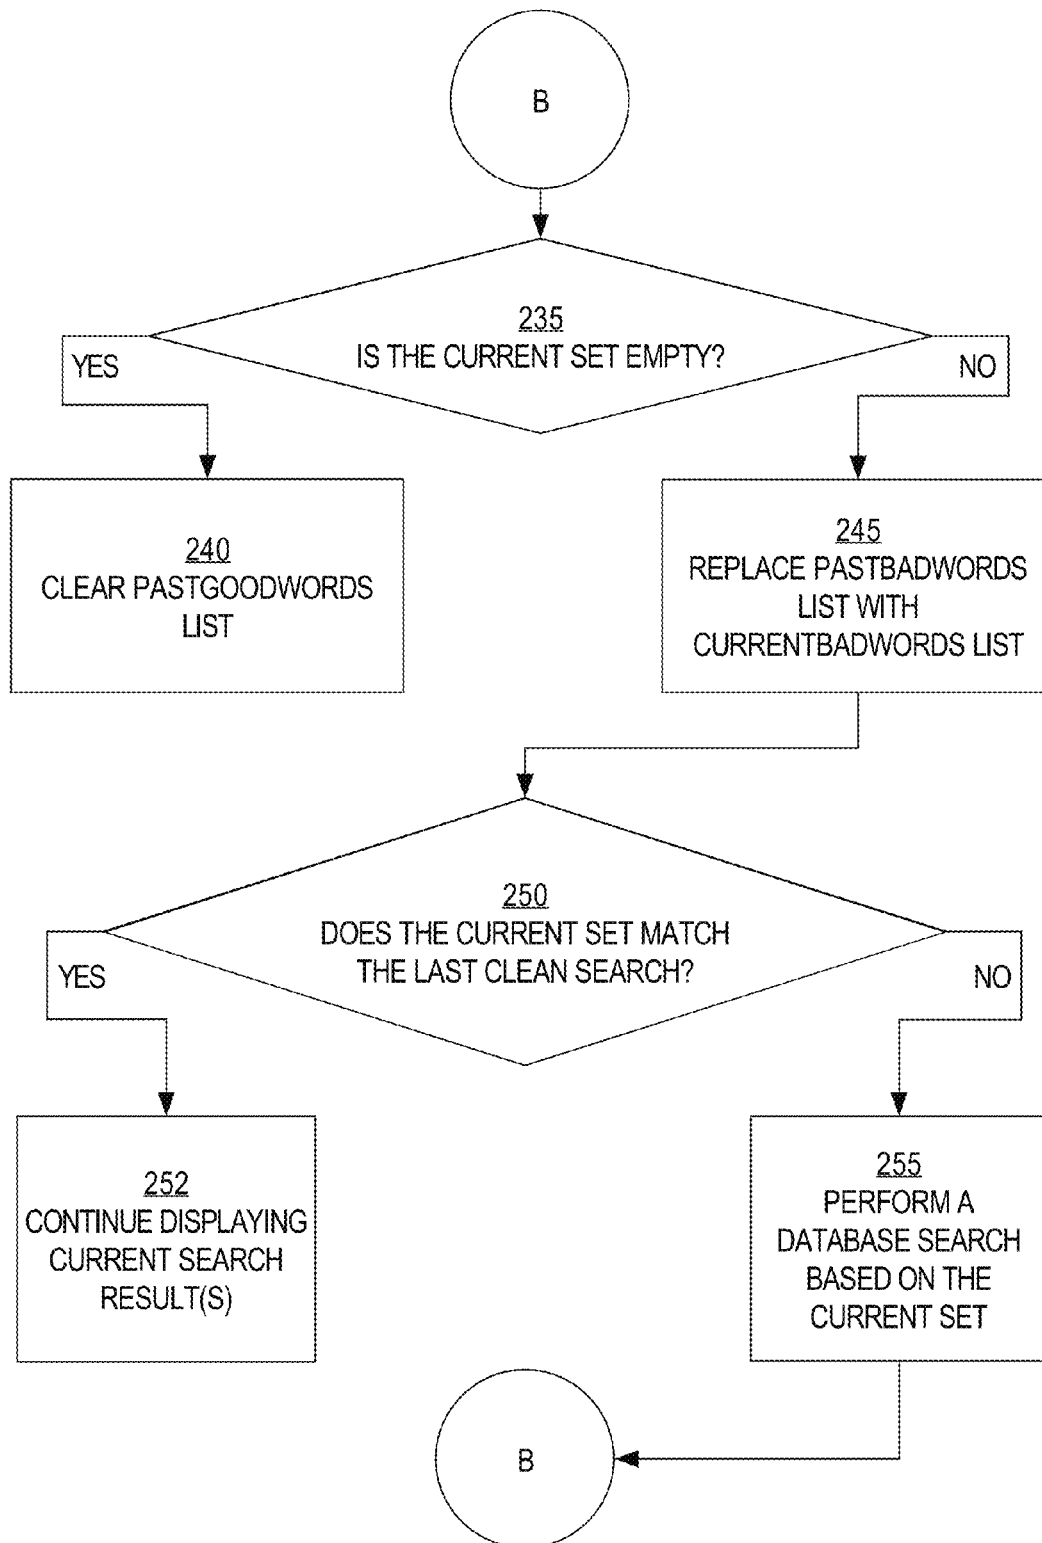 B
235
IS THE CURRENT SET EMPTY?
YES
NO
240
CLEAR PASTGOODWORDS
LIST
245
REPLACE PASTBADWORDS
LIST WITH
CURRENTBADWORDS LIST
250
DOES THE CURRENT SET MATCH
THE LAST CLEAN SEARCH?
YES
NO
252
CONTINUE DISPLAYING
CURRENT SEARCH
RESULT(S)
255
PERFORM A
DATABASE SEARCH
BASED ON THE
CURRENT SET
B